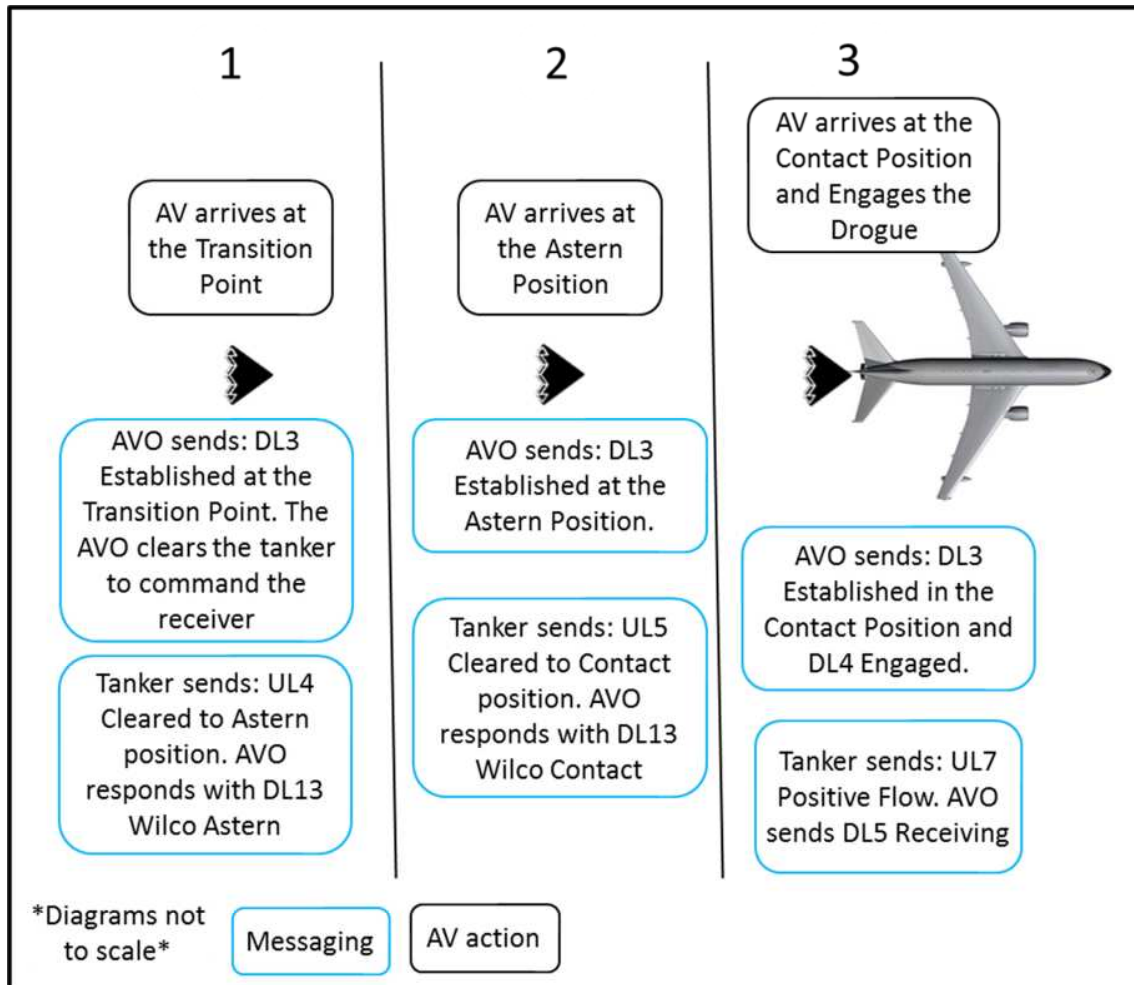 1
AV arrives at
the Transition
Point
AVO sends: DL3
Established at the
Transition Point. The
AVO clears the tanker
to command the
receiver
Tanker sends: UL4
Cleared to Astern
position. AVO
responds with DL13
Wilco Astern
2
AV arrives at
the Astern
Position
AVO sends: DL3
Established at the
Astern Position.
Tanker sends: UL5
Cleared to Contact
position. AVO
responds with DL13
Wilco Contact
3
AV arrives at the
Contact Position
and Engages the
Drogue
AVO sends: DL3
Established in the
Contact Position and
DL4 Engaged.
Tanker sends: UL7
Positive Flow. AVO
sends DL5 Receiving
*Diagrams not
to scale*
Messaging
AV action